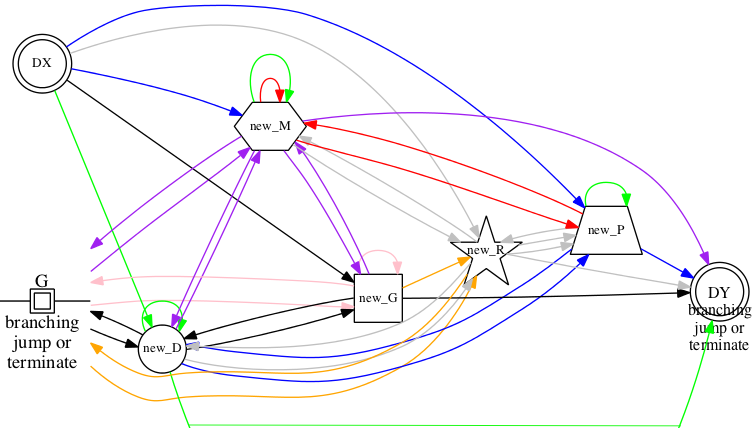 DX
new_M
new_P
new_R
G
new_G
DY
branching
jump or
terminate
branching
jump or
terminate
new_D